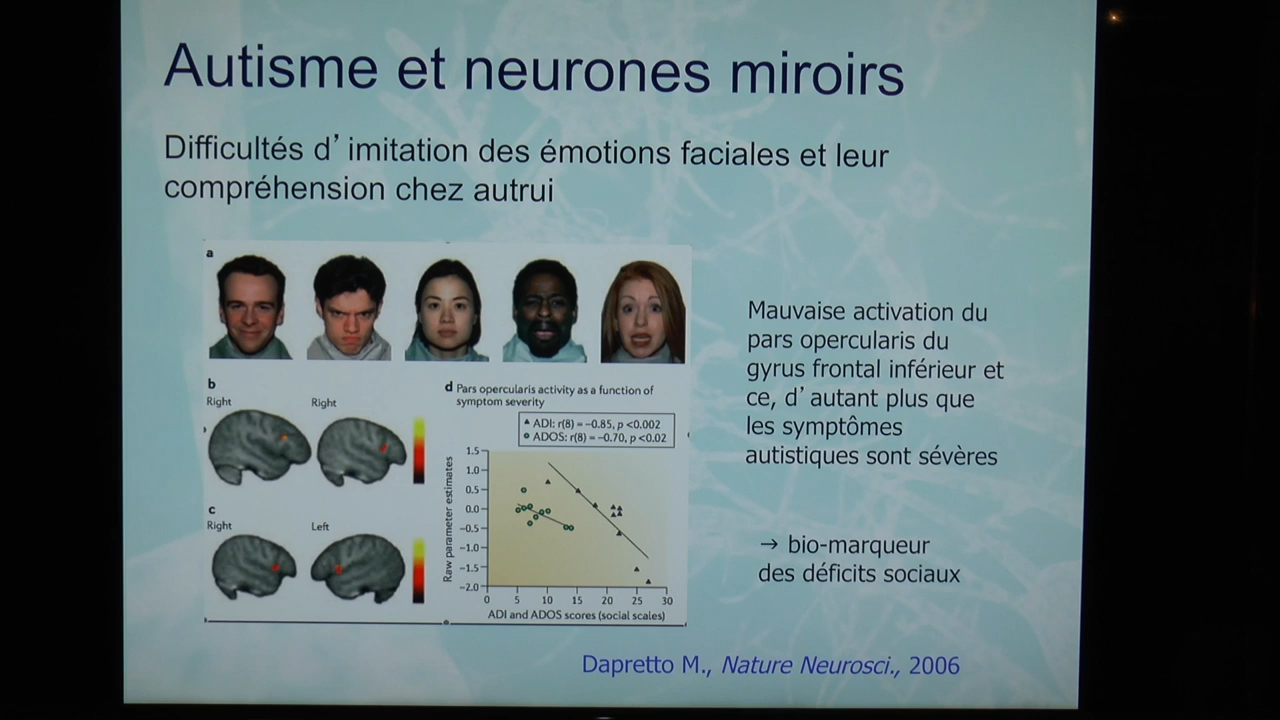 Autisme et neurones miroirs
Difficultés d’ imitation des émotions faciales et leur
compréhension chez autrui
a
b
Right
Right
c
Right
Left
d Pars opercularis activity as a function of
symptom severity
ADI: r(8) = –0.85, p <0.002
ADOS: r(8) = –0.70, p <0.02
Raw parameter estimates
1.5
1.0
0.5
0.0
–0.5
–1.0
–1.5
–2.0
0 5 10 15 20 25 30
ADI and ADOS scores (social scales)
Mauvaise activation du
pars opercularis du
gyrus frontal inférieur et
ce, d’ autant plus que
les symptômes
autistiques sont sévères
→ bio-marqueur
des déficits sociaux
Dapretto M., Nature Neurosci., 2006